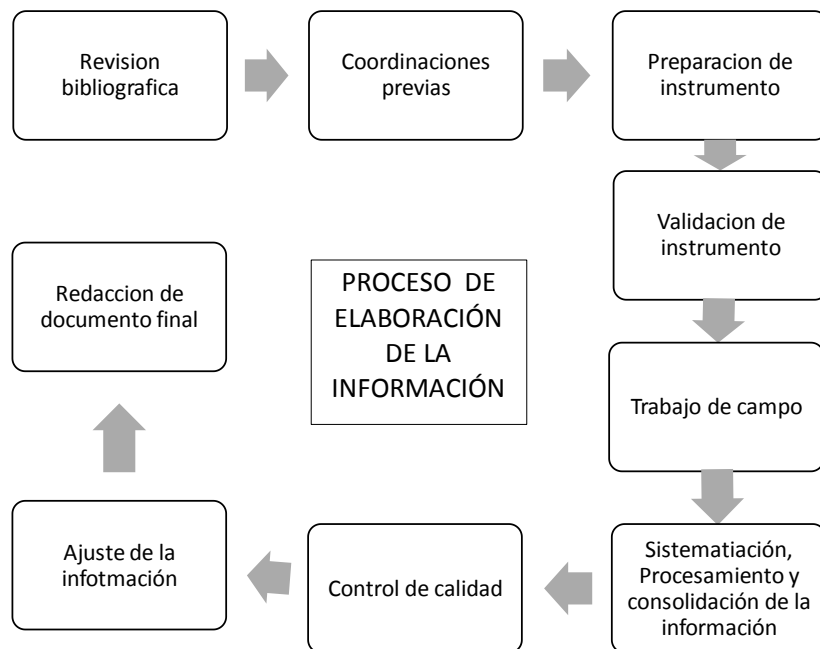 Revision
bibliografica
Coordinaciones
previas
Preparacion de
instrumento
Validacion de
instrumento
Trabajo de campo
Sistematiación,
Procesamiento y
consolidación de la
información
Control de calidad
Ajuste de la
infotmación
Redaccion de
documento final
PROCESO DE
ELABORACIÓN
DE LA
INFORMACIÓN